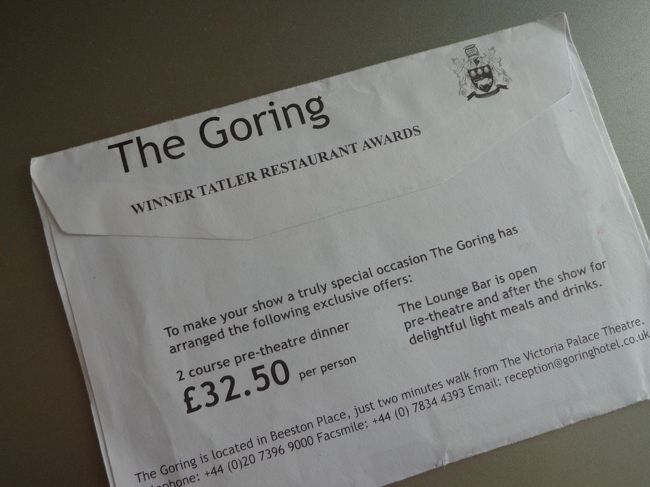 The Goring
WINNER TATLER RESTAURANT AWARDS
To make your show a truly special occasion The Goring has
arranged the following exclusive offers:
2 course pre-theatre dinner
£32.50 per person
The Lounge Bar is open
pre-theatre and after the show for
delightful light meals and drinks.
The Goring is located in Beeston Place, just two minutes walk from The Victoria Palace Theatre.
+44 (0)20 7396 9000 Facsmile: +44 (0) 7834 4393 Email: reception@goringhotel.co.uk